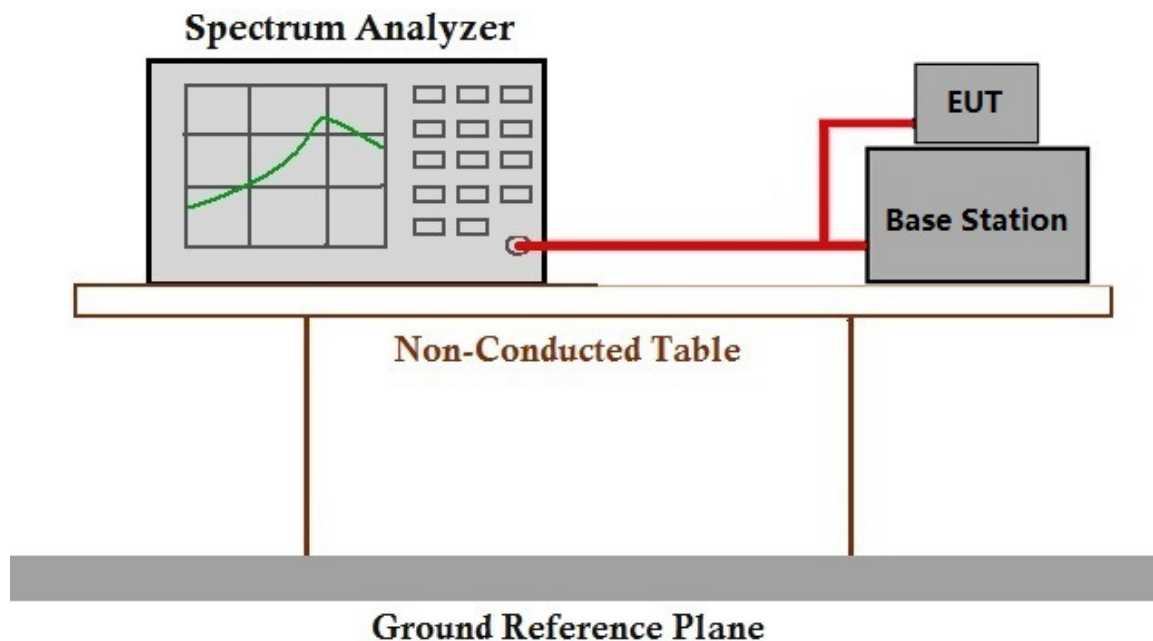 Spectrum Analyzer
EUT
Base Station
Non-Conducted Table
Ground Reference Plane